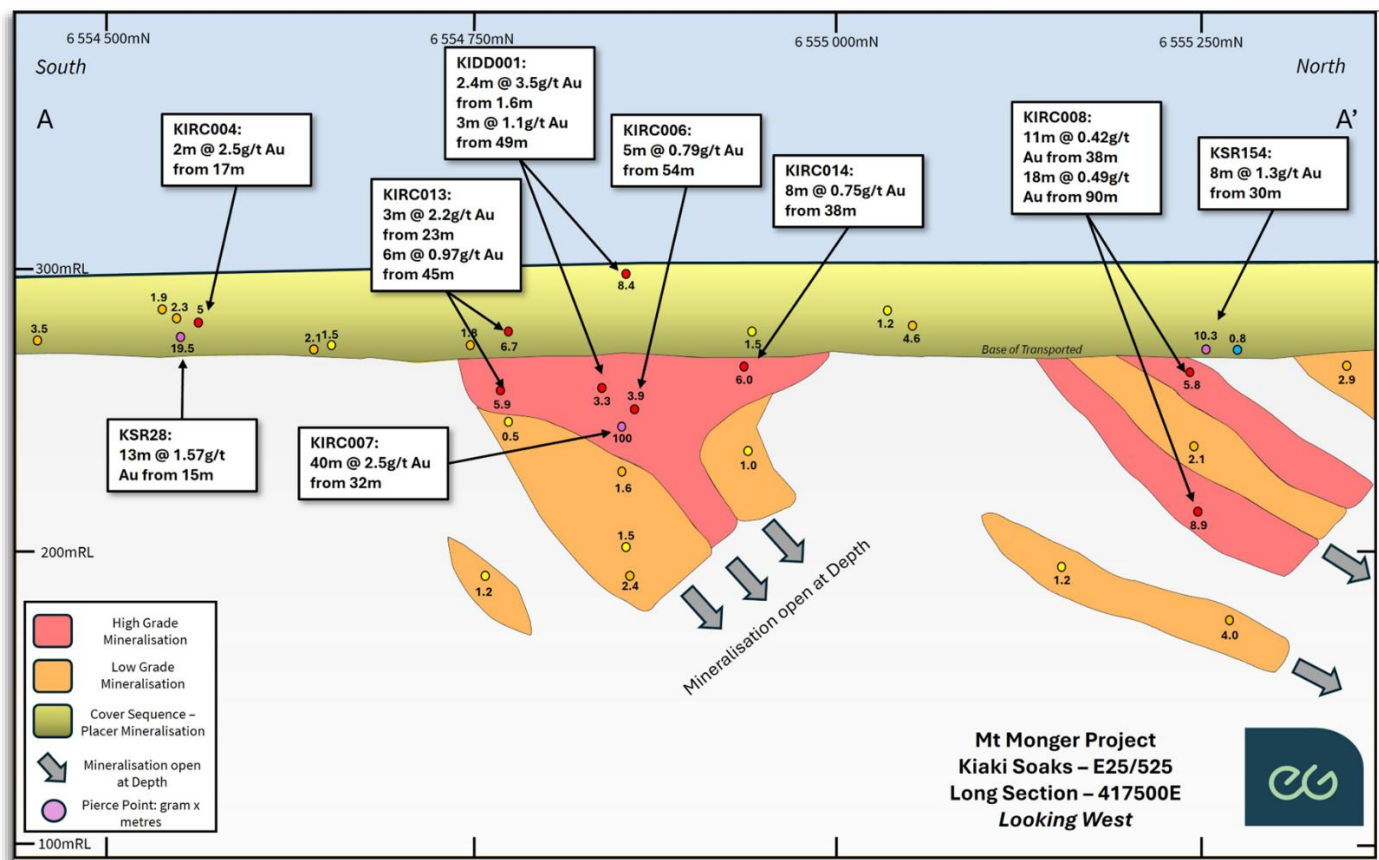 6 554 500mN
6 554 750mN
6 555 000mN
6 555 250mN
South
North
A
A'
KIRC004:
2m @ 2.5g/t Au
from 17m
KIDD001:
2.4m @ 3.5g/t Au
from 1.6m
3m @ 1.1g/t Au
from 49m
KIRC006:
5m @ 0.79g/t Au
from 54m
KIRC013:
3m @ 2.2g/t Au
from 23m
6m @ 0.97g/t Au
from 45m
KIRC014:
8m @ 0.75g/t Au
from 38m
KIRC008:
11m @ 0.42g/t
Au from 38m
18m @ 0.49g/t
Au from 90m
KSR154:
8m @ 1.3g/t Au
from 30m
300mRL
8.4
1.9
2.3
5
3.5
19.5
2.1
1.5
1.8
6.7
1.5
1.2
4.6
10.3
0.8
Base of Transported
5.9
3.3
3.9
6.0
5.8
2.9
KSR28:
13m @ 1.57g/t
Au from 15m
KIRC007:
40m @ 2.5g/t Au
from 32m
0.5
100
1.6
1.0
2.1
8.9
200mRL
1.5
2.4
1.2
1.2
4.0
Mineralisation open at Depth
High Grade
Mineralisation
Low Grade
Mineralisation
Cover Sequence –
Placer Mineralisation
Mineralisation open
at Depth
Pierce Point: gram x
metres
100mRL
Mt Monger Project
Kiaki Soaks – E25/525
Long Section – 417500E
Looking West
eg